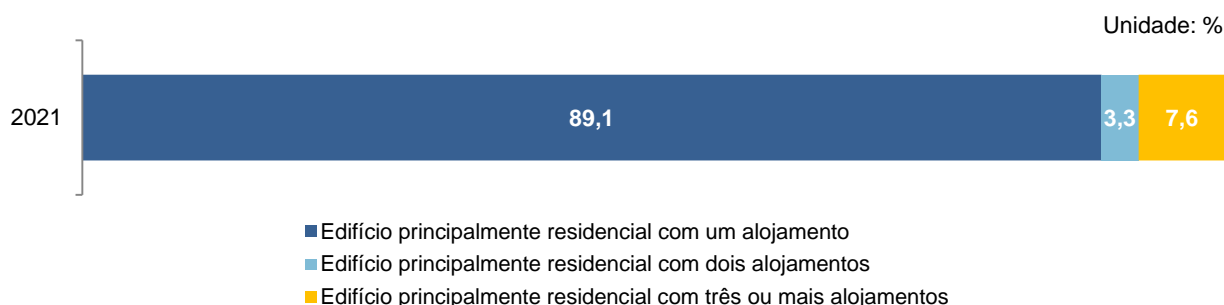 Unidade: %
2021
89,1
3,3
7,6
Edifício principalmente residencial com um alojamento
Edifício principalmente residencial com dois alojamentos
Edifício principalmente residencial com três ou mais alojamentos